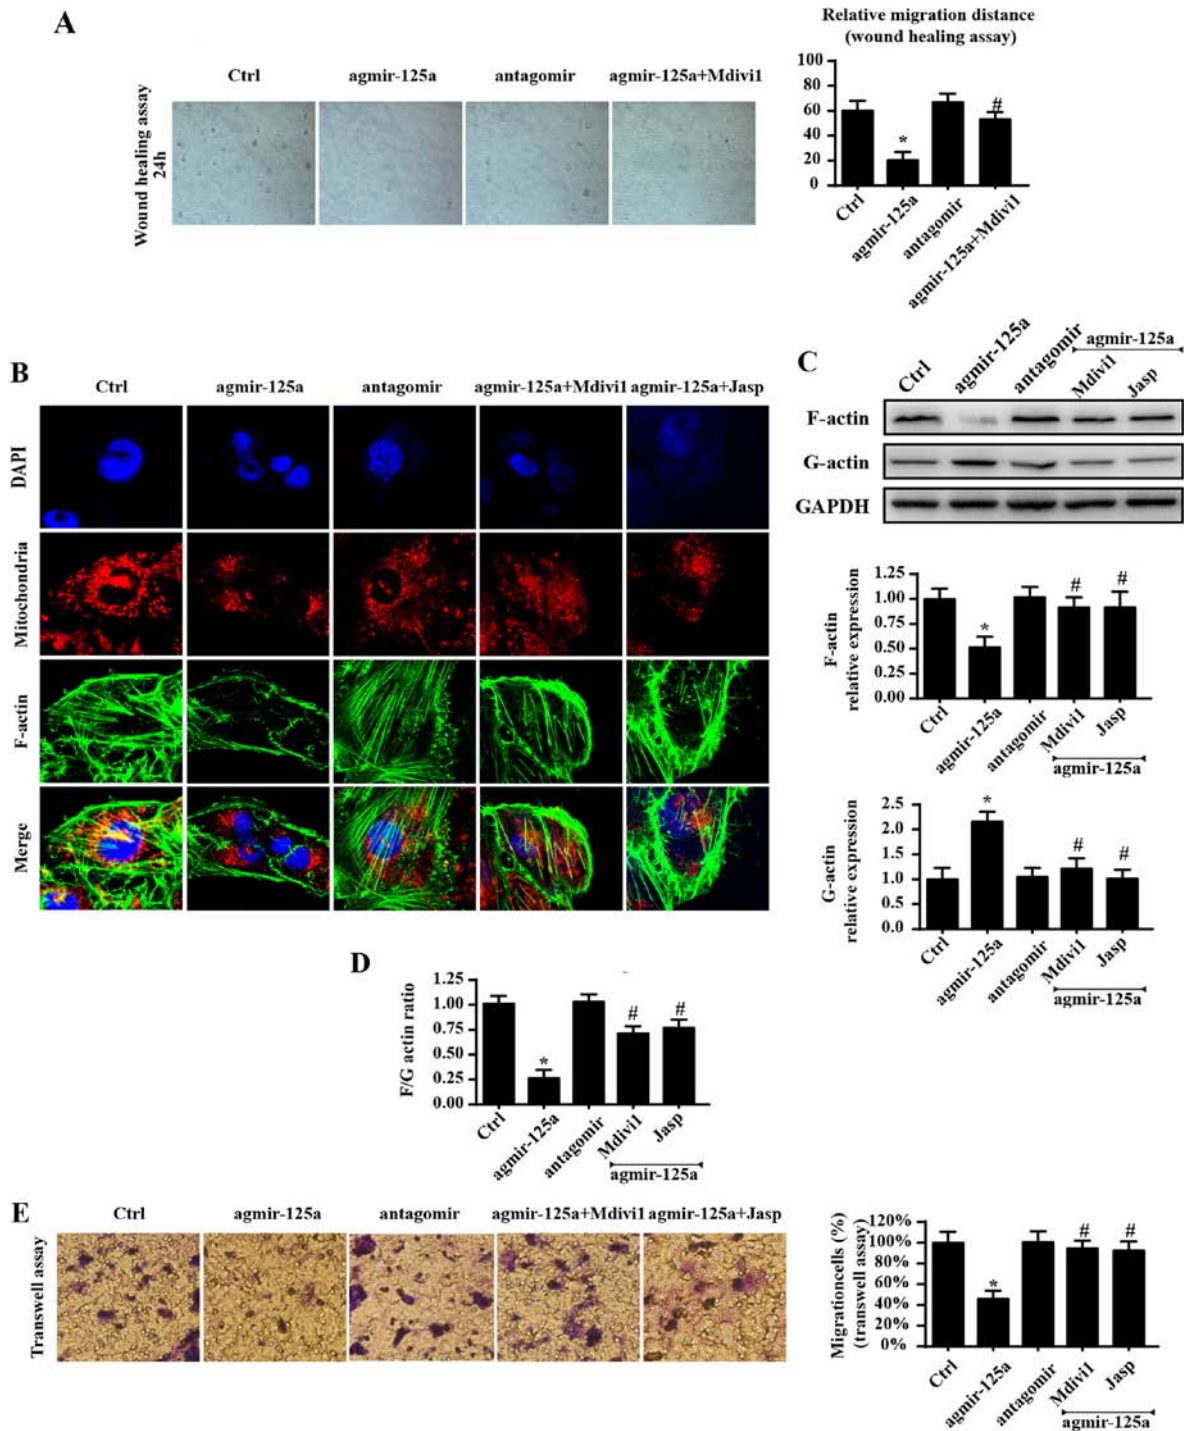 A
Relative migration distance
(wound healing assay)
Ctrl
agmir-125a
antagomir
agmir-125a+Mdivi1
Wound healing assay
24h
100
80
60
40
20
0
*
#
Ctrl
agmir-125a
antagomir
agmir-125a+Mdivi1
B
Ctrl
agmir-125a
antagomir
agmir-125a+Mdivi1
agmir-125a+Jasp
DAPI
Mitochondria
F-actin
Merge
C
Ctrl
agmir-125a
antagomir
agmir-125a
Mdivi1
Jasp
F-actin
G-actin
GAPDH
F-actin
relative expression
1.25
1.00
0.75
0.50
0.25
0.00
*
#
#
Ctrl
agmir-125a
antagomir
Mdivi1
Jasp
agmir-125a
G-actin
relative expression
2.5
2.0
1.5
1.0
0.5
0.0
*
#
#
Ctrl
agmir-125a
antagomir
Mdivi1
Jasp
agmir-125a
D
F/G actin ratio
1.25
1.00
0.75
0.50
0.25
0.00
*
#
#
Ctrl
agmir-125a
antagomir
Mdivi1
Jasp
agmir-125a
E
Ctrl
agmir-125a
antagomir
agmir-125a+Mdivi1
agmir-125a+Jasp
Transwell assay
Migrationcells (%)
(transwell assay)
120%
100%
80%
60%
40%
20%
0%
*
#
#
Ctrl
agmir-125a
antagomir
Mdivi1
Jasp
agmir-125a